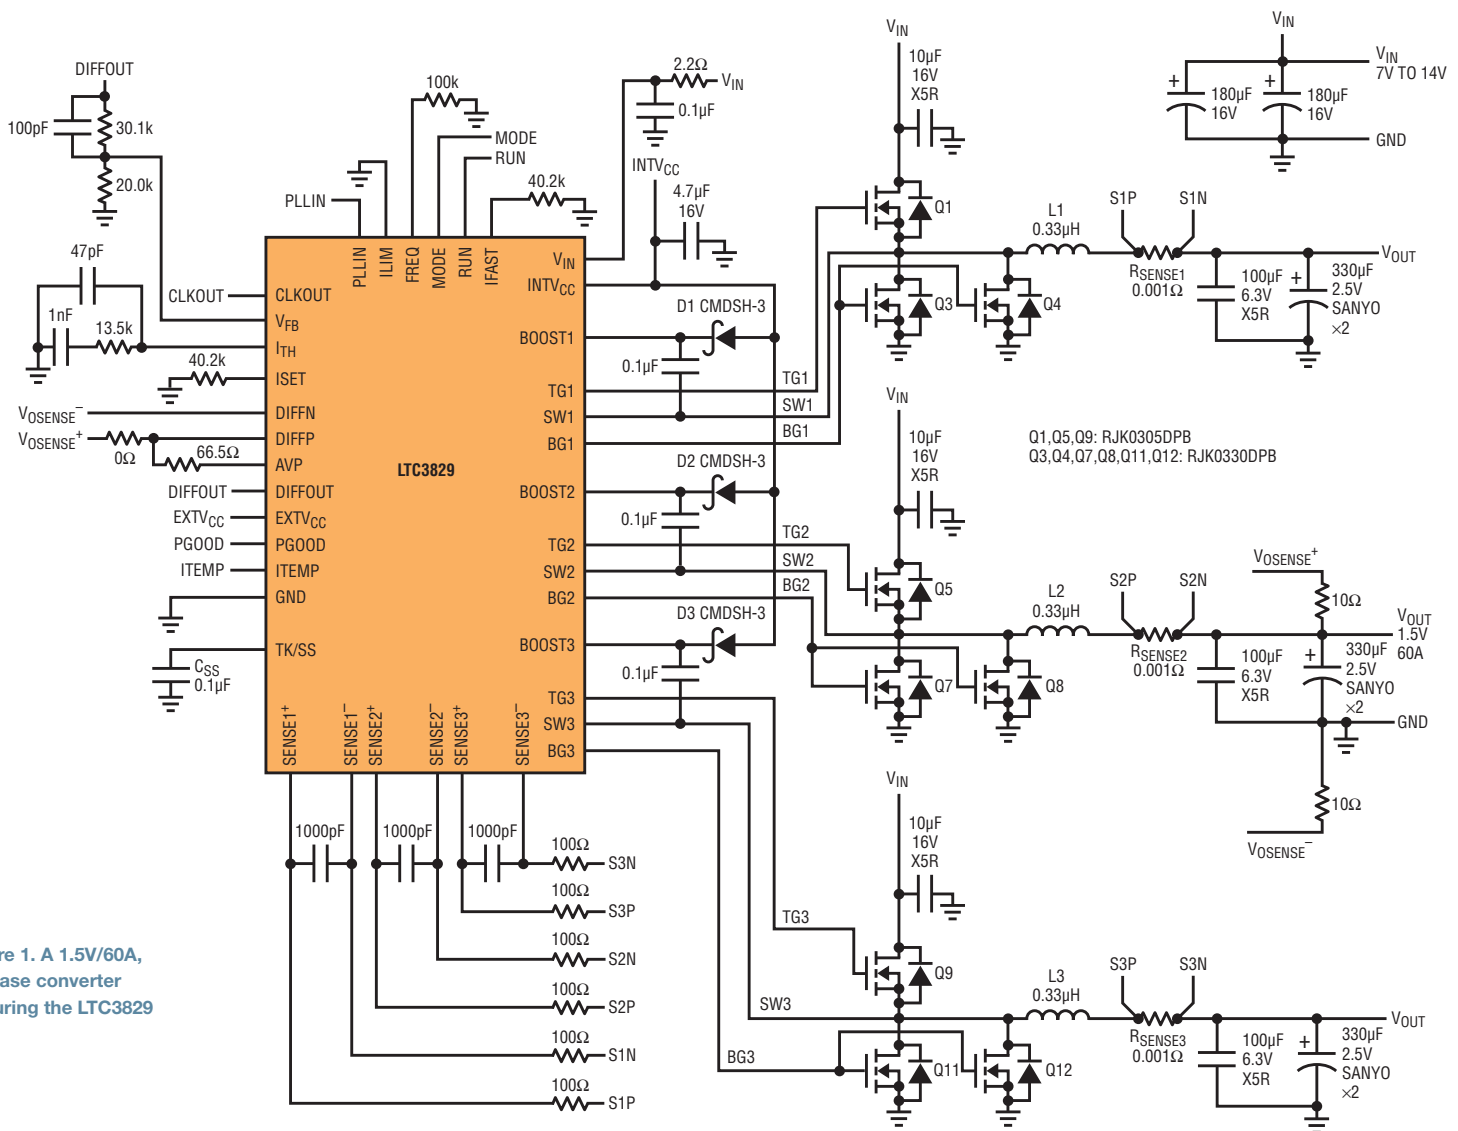 DIFFOUT
100pF
30.1k
20.0k
100k
2.2Ω
VIN
0.1µF
MODE
RUN
INTVCC
40.2k
4.7µF
16V
PLLIN
47pF
1nF
13.5k
CLKOUT
40.2k
VOSENSE−
VOSENSE+
0Ω
66.5Ω
DIFFOUT
EXTVCC
PGOOD
ITEMP
CSS
0.1µF
PLLIN
ILIM
FREQ
MODE
RUN
IFAST
CLKOUT
VFB
ITH
ISET
DIFFN
DIFFP
AVP
DIFFOUT
EXTVCC
PGOOD
ITEMP
GND
TK/SS
LTC3829
VIN
INTVCC
BOOST1
TG1
SW1
BG1
BOOST2
TG2
SW2
BG2
BOOST3
TG3
SW3
BG3
SENSE1+
SENSE1−
SENSE2+
SENSE2−
SENSE3+
SENSE3−
1000pF
1000pF
1000pF
100Ω
S3N
100Ω
S3P
100Ω
S2N
100Ω
S2P
100Ω
S1N
100Ω
S1P
D1 CMDSH-3
0.1µF
TG1
SW1
BG1
D2 CMDSH-3
0.1µF
TG2
SW2
BG2
D3 CMDSH-3
0.1µF
TG3
SW3
BG3
VIN
10µF
16V
X5R
Q1
Q3
Q4
L1
0.33µH
S1P
S1N
RSENSE1
0.001Ω
100µF
6.3V
X5R
+
330µF
2.5V
SANYO
×2
VOUT
VIN
VIN
7V TO 14V
+
180µF
16V
+
180µF
16V
GND
Q1,Q5,Q9: RJK0305DPB
Q3,Q4,Q7,Q8,Q11,Q12: RJK0330DPB
VIN
10µF
16V
X5R
Q5
Q7
Q8
L2
0.33µH
S2P
S2N
RSENSE2
0.001Ω
100µF
6.3V
X5R
VOSENSE+
10Ω
VOUT
1.5V
60A
+
330µF
2.5V
SANYO
×2
GND
10Ω
VOSENSE−
VIN
10µF
16V
X5R
Q9
Q11
Q12
L3
0.33µH
S3P
S3N
RSENSE3
0.001Ω
100µF
6.3V
X5R
+
330µF
2.5V
SANYO
×2
VOUT
re 1. A 1.5V/60A,
ase converter
uring the LTC3829